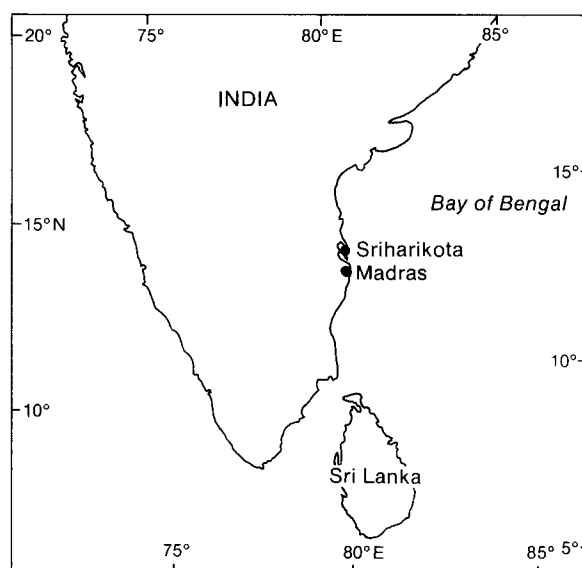 20° 75° 80°E 85°
INDIA
15°
Bay of Bengal
15°N
Sriharikota
Madras
10°
10°
Sri Lanka
75° 80° 85° 5°